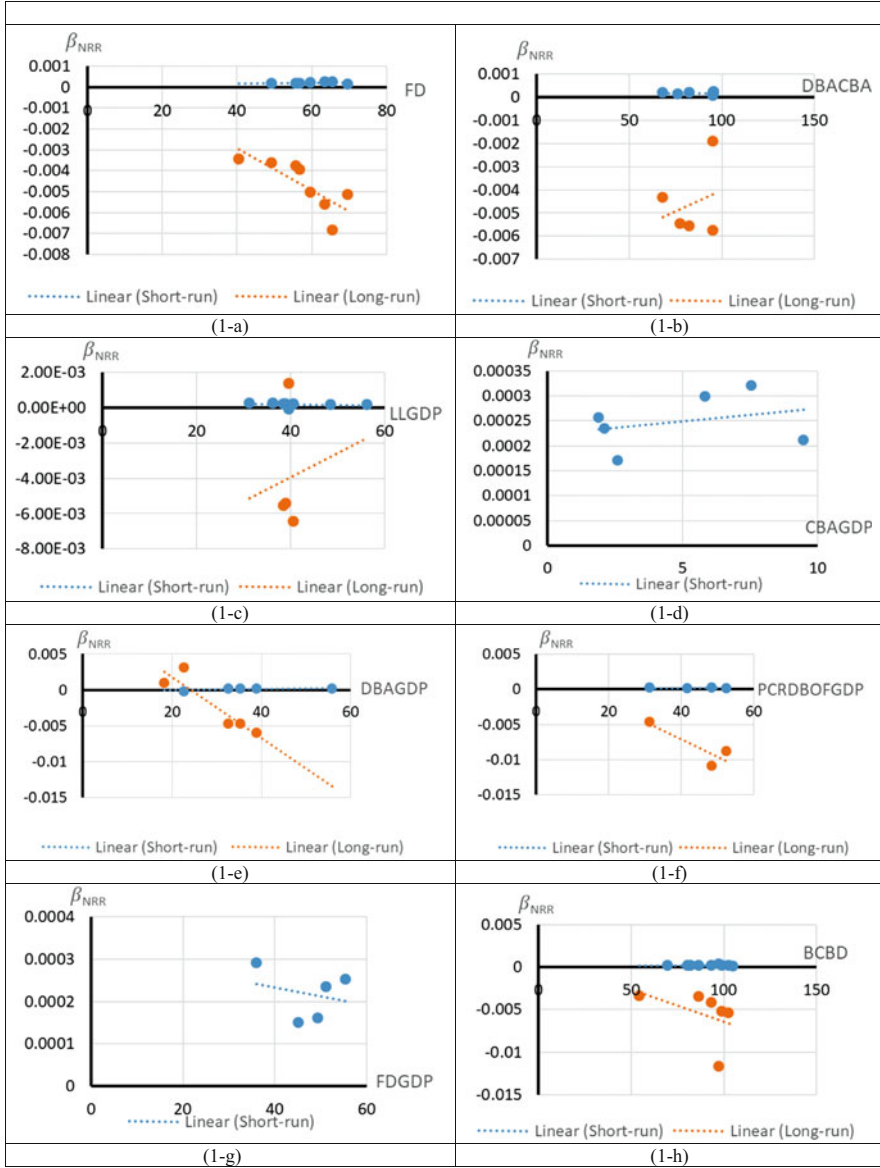 βNRR
0.001
0
-0.001
-0.001
-0.002
-0.003
-0.004
-0.005
-0.006
-0.007
-0.008
0 20 40 60 80
FD
Linear (Short-run) Linear (Long-run)
(1-a)
βNRR
0.001
0
-0.001
-0.002
-0.003
-0.004
-0.005
-0.006
-0.007
DBACBA
0 50 100 150
Linear (Short-run) Linear (Long-run)
(1-b)
βNRR
2.00E-03
0.00E+00
-2.00E-03
-4.00E-03
-6.00E-03
-8.00E-03
0 20 40 60
LLGDP
Linear (Short-run) Linear (Long-run)
(1-c)
βNRR
0.00035
0.0003
0.00025
0.0002
0.00015
0.0001
0.00005
0
CBAGDP
0 5 10
Linear (Short-run)
(1-d)
βNRR
0.005
0
-0.005
-0.01
-0.015
DBAGDP
0 20 40 60
Linear (Short-run) Linear (Long-run)
(1-e)
βNRR
0.005
0
-0.005
-0.01
-0.015
PCRDBOFGDP
0 20 40 60
Linear (Short-run) Linear (Long-run)
(1-f)
βNRR
0.0004
0.0003
0.0002
0.0001
0
FDGDP
0 20 40 60
Linear (Short-run)
(1-g)
βNRR
0.005
0
-0.005
-0.01
-0.015
BCBD
0 50 100 150
Linear (Short-run) Linear (Long-run)
(1-h)